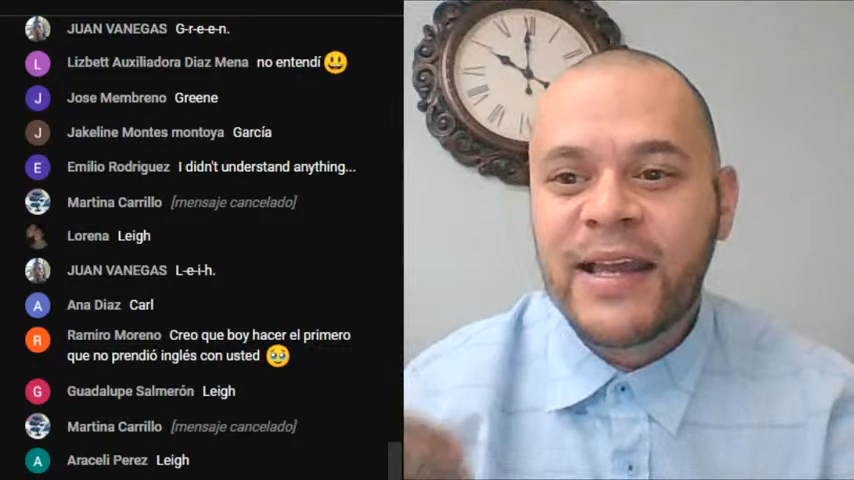 JUAN VANEGAS G-r-e-e-n.
L Lizbett Auxiliadora Diaz Mena no entendí 😃
J Jose Membreno Greene
J Jakeline Montes montoya García
E Emilio Rodriguez I didn't understand anything...
Martina Carrillo [mensaje cancelado]
Lorena Leigh
JUAN VANEGAS L-e-i-h.
A Ana Diaz Carl
R Ramiro Moreno Creo que boy hacer el primero
que no prendió inglés con usted 🥹
G Guadalupe Salmerón Leigh
Martina Carrillo [mensaje cancelado]
A Araceli Perez Leigh